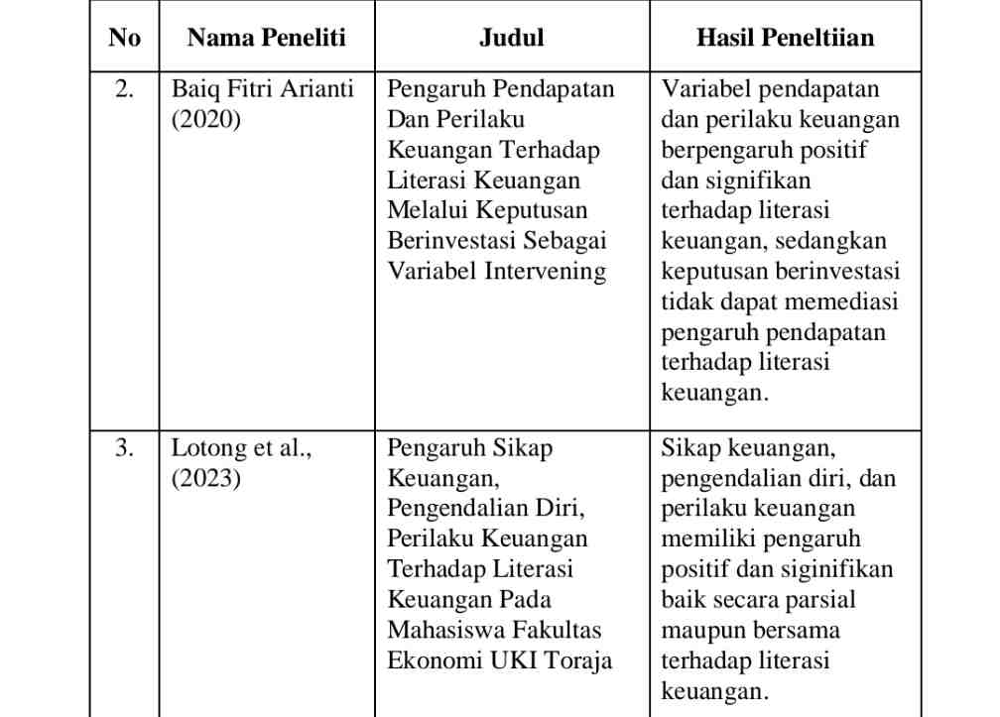 No
Nama Peneliti
Judul
Hasil Peneltiian
2.
Baiq Fitri Arianti
(2020)
Pengaruh Pendapatan
Dan Perilaku
Keuangan Terhadap
Literasi Keuangan
Melalui Keputusan
Berinvestasi Sebagai
Variabel Intervening
Variabel pendapatan
dan perilaku keuangan
berpengaruh positif
dan signifikan
terhadap literasi
keuangan, sedangkan
keputusan berinvestasi
tidak dapat memediasi
pengaruh pendapatan
terhadap literasi
keuangan.
3.
Lotong et al.,
(2023)
Pengaruh Sikap
Keuangan,
Pengendalian Diri,
Perilaku Keuangan
Terhadap Literasi
Keuangan Pada
Mahasiswa Fakultas
Ekonomi UKI Toraja
Sikap keuangan,
pengendalian diri, dan
perilaku keuangan
memiliki pengaruh
positif dan siginifikan
baik secara parsial
maupun bersama
terhadap literasi
keuangan.